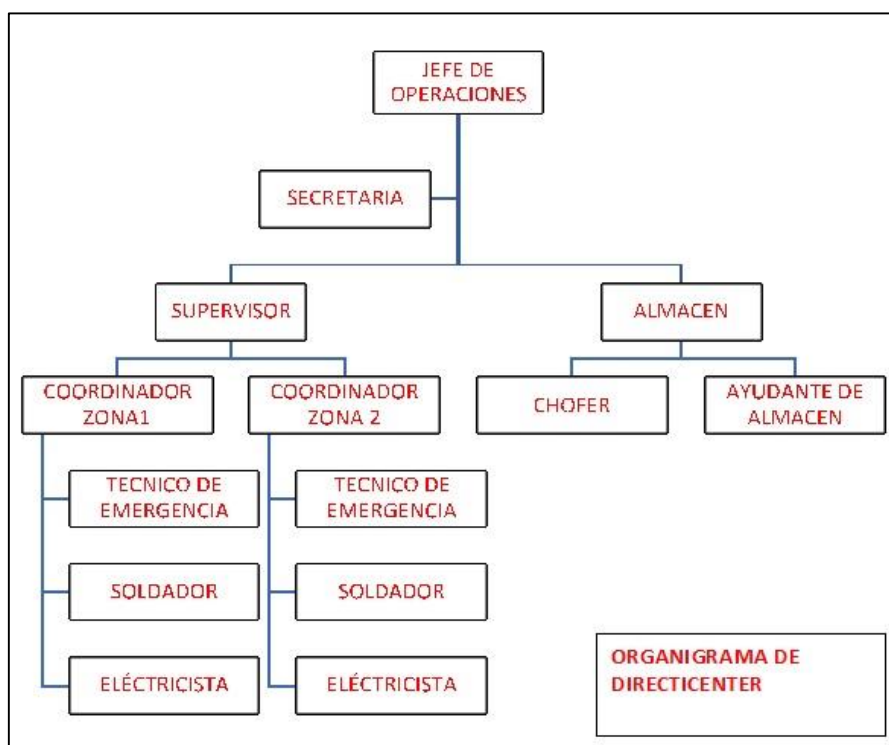 JEFE DE
OPERACIONES
SECRETARIA
SUPERVISOR
ALMACEN
COORDINADOR
ZONA1
COORDINADOR
ZONA 2
CHOFER
AYUDANTE DE
ALMACEN
TECNICO DE
EMERGENCIA
TECNICO DE
EMERGENCIA
SOLDADOR
SOLDADOR
ELÉCTRICISTA
ELÉCTRICISTA
ORGANIGRAMA DE
DIRECTICENTER